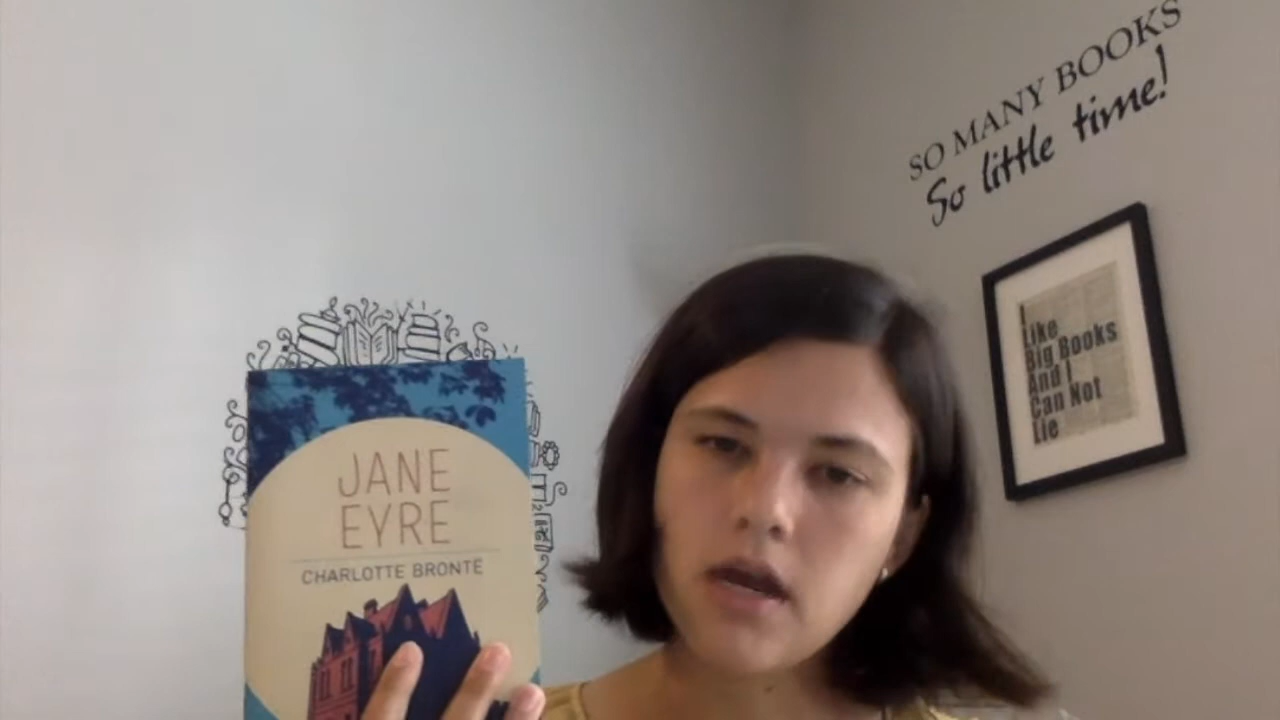 SO MANY BOOKS
So little time!
I
Like
Big Books
And I
Can Not
Lie
JANE
EYRE
CHARLOTTE BRONTË